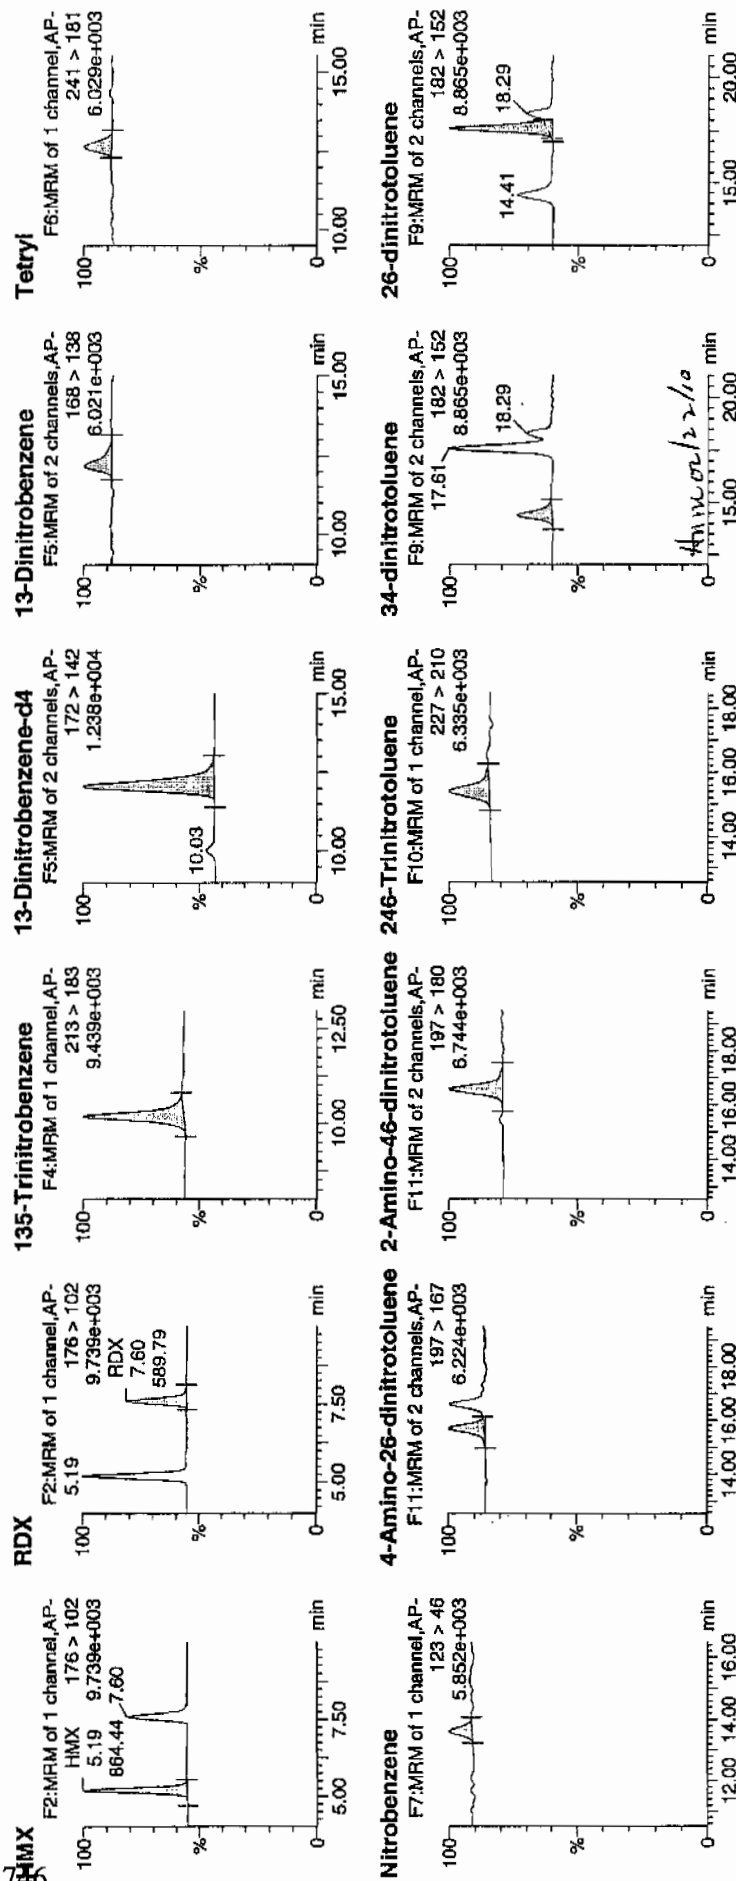 HMX
F2:MRM of 1 channel,AP-
176 > 102
9.739e+003
HMX
5.19
864.44
7.60
100
%
0
5.00
7.50
min
RDX
F2:MRM of 1 channel,AP-
176 > 102
9.739e+003
5.19
RDX
7.60
589.79
100
%
0
5.00
7.50
min
135-Trinitrobenzene
F4:MRM of 1 channel,AP-
213 > 183
9.439e+003
100
%
0
10.00
12.50
min
13-Dinitrobenzene-d4
F5:MRM of 2 channels,AP-
172 > 142
1.238e+004
10.03
100
%
0
10.00
15.00
min
13-Dinitrobenzene
F5:MRM of 2 channels,AP-
168 > 138
6.021e+003
100
%
0
10.00
15.00
min
Tetryl
F6:MRM of 1 channel,AP-
241 > 181
6.029e+003
100
%
0
10.00
15.00
min
Nitrobenzene
F7:MRM of 1 channel,AP-
123 > 46
5.852e+003
100
%
0
12.00
14.00
16.00
min
4-Amino-26-dinitrotoluene
F11:MRM of 2 channels,AP-
197 > 167
6.224e+003
100
%
0
14.00
16.00
18.00
min
2-Amino-46-dinitrotoluene
F11:MRM of 2 channels,AP-
197 > 180
6.744e+003
100
%
0
14.00
16.00
18.00
min
246-Trinitrotoluene
F10:MRM of 1 channel,AP-
227 > 210
6.335e+003
100
%
0
14.00
16.00
18.00
min
34-dinitrotoluene
F9:MRM of 2 channels,AP-
182 > 152
8.865e+003
17.61
18.29
100
%
0
15.00
20.00
min
02/22/10
26-dinitrotoluene
F9:MRM of 2 channels,AP-
182 > 152
8.865e+003
14.41
18.29
100
%
0
15.00
20.00
min